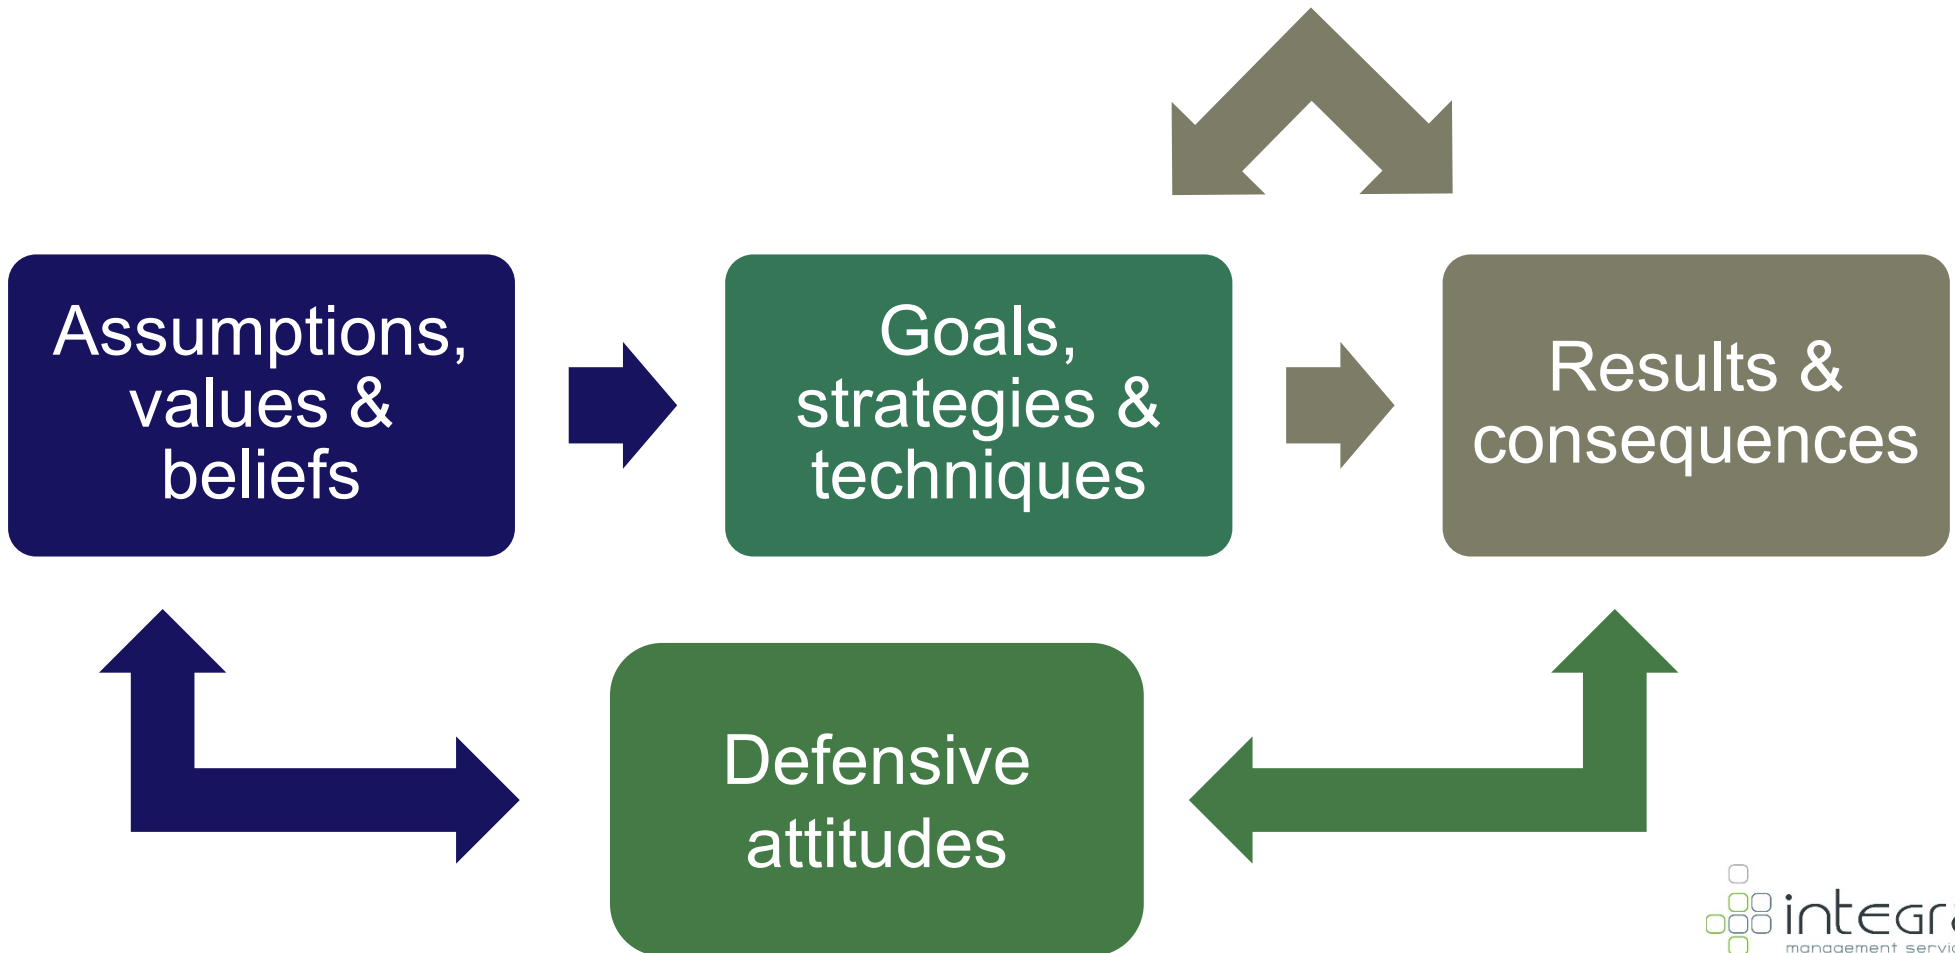 Assumptions,
values &
beliefs
Goals,
strategies &
techniques
Results &
consequences
Defensive
attitudes